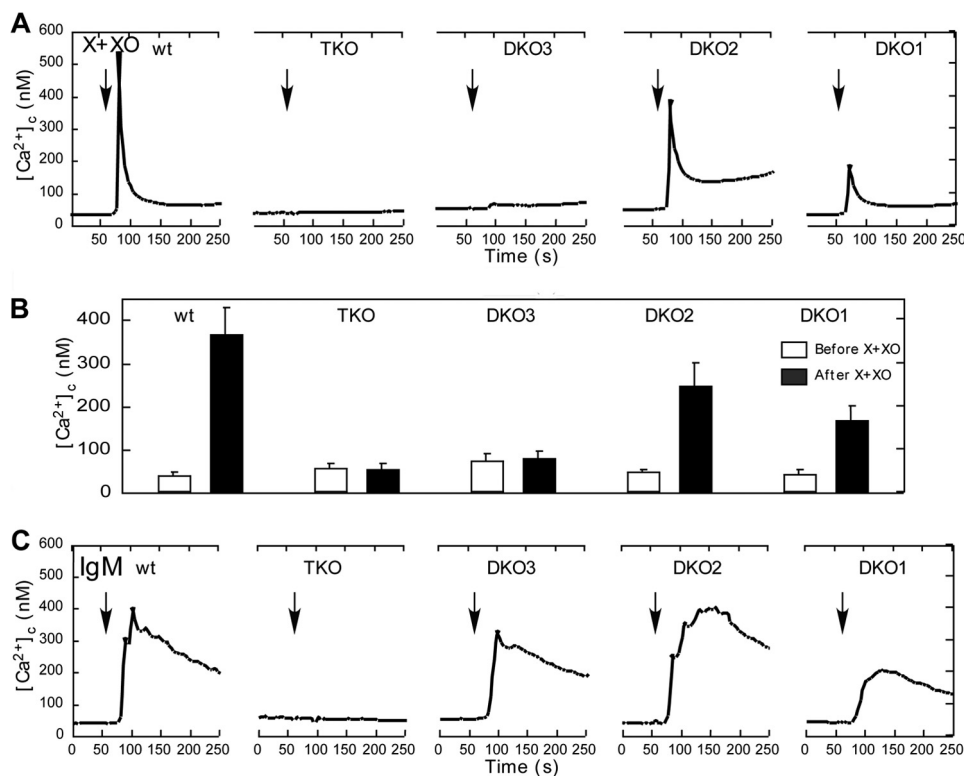 A
X+XO wt TKO DKO3 DKO2 DKO1
[Ca²⁺]c (nM)
600
500
400
300
200
100
0
50 100 150 200 250 50 100 150 200 250 50 100 150 200 250 50 100 150 200 250 50 100 150 200 250
Time (s)
B
wt TKO DKO3 DKO2 DKO1
[Ca²⁺]c (nM)
400
300
200
100
0
Before X+XO
After X+XO
C
IgM wt TKO DKO3 DKO2 DKO1
[Ca²⁺]c (nM)
600
500
400
300
200
100
0
0 50 100 150 200 250 0 50 100 150 200 250 0 50 100 150 200 250 0 50 100 150 200 250 0 50 100 150 200 250
Time (s) Time (s)